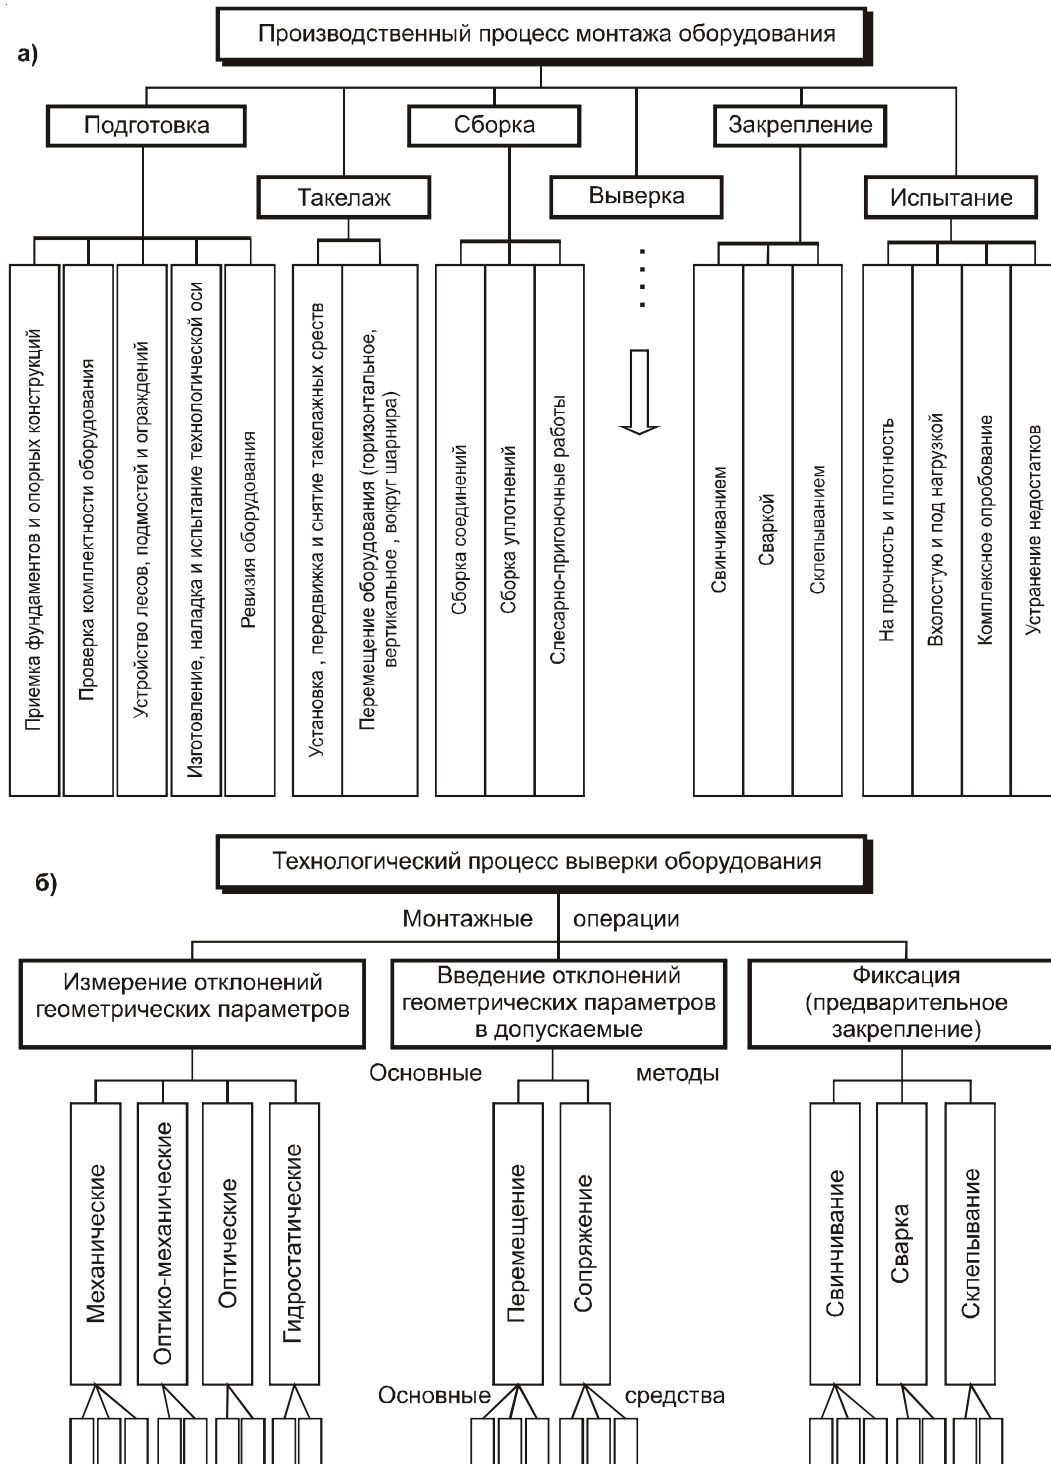 а)
Производственный процесс монтажа оборудования
Подготовка
Сборка
Закрепление
Такелаж
Выверка
Испытание
Приемка фундаментов и опорных конструкций
Проверка комплектности оборудования
Устройство лесов, подмостей и ограждений
Изготовление, наладка и испытание технологической оси
Ревизия оборудования
Установка , передвижка и снятие такелажных средств
Перемещение оборудования (горизонтальное,
вертикальное , вокруг шарнира)
Сборка соединений
Сборка уплотнений
Слесарно-пригоночные работы
Свинчиванием
Сваркой
Склепыванием
На прочность и плотность
Вхолостую и под нагрузкой
Комплексное опробование
Устранение недостатков
б)
Технологический процесс выверки оборудования
Монтажные операции
Измерение отклонений
геометрических параметров
Введение отклонений
геометрических параметров
в допускаемые
Фиксация
(предварительное
закрепление)
Основные методы
Механические
Оптико-механические
Оптические
Гидростатические
Перемещение
Сопряжение
Свинчивание
Сварка
Склепывание
Основные средства